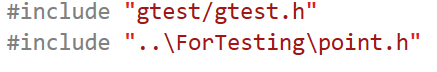 #include "gtest/gtest.h"
#include "..\ForTesting\point.h"